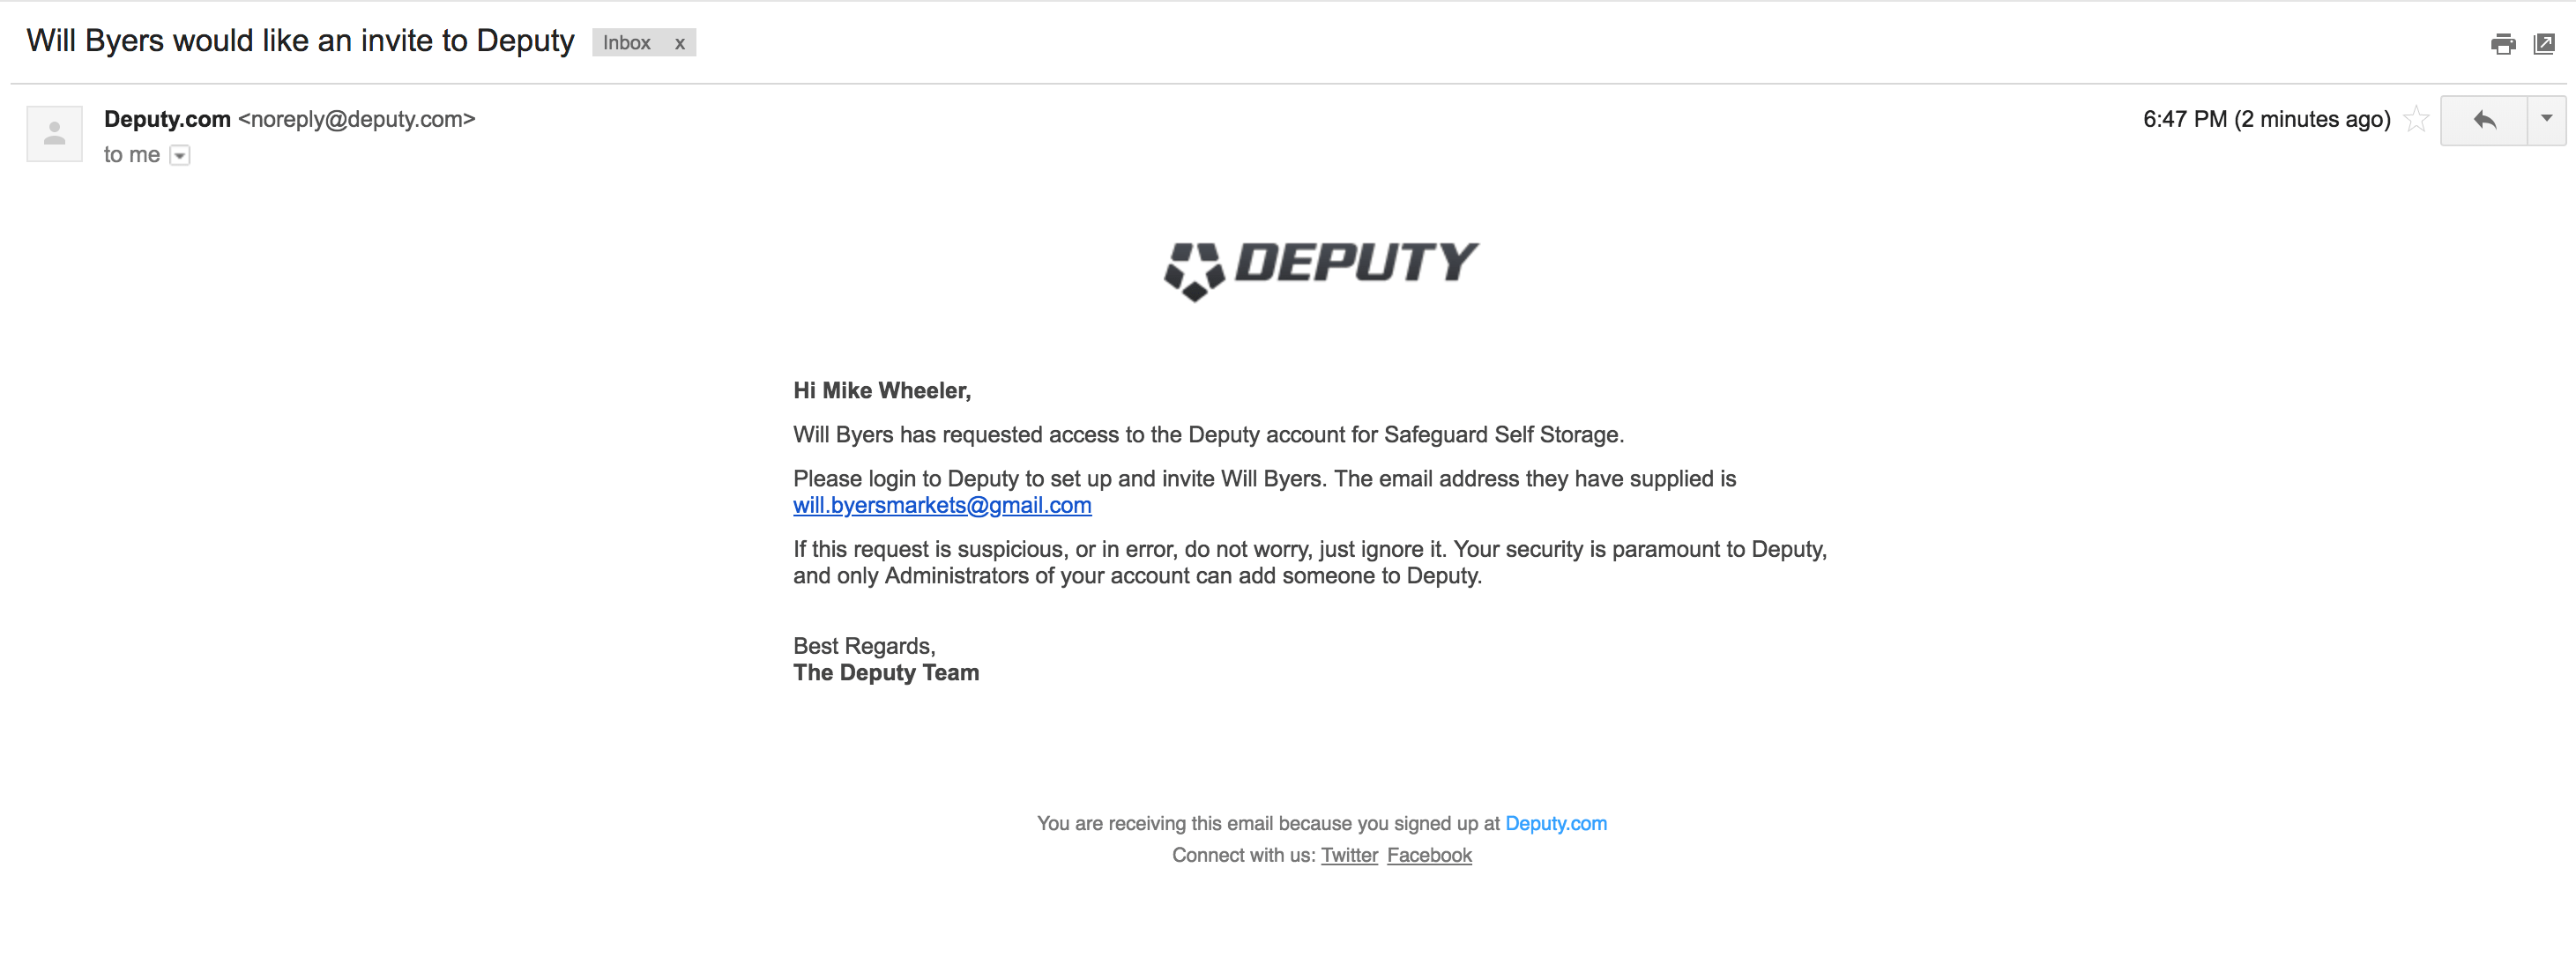 Will Byers would like an invite to Deputy Inbox x
Deputy.com <noreply@deputy.com> 6:47 PM (2 minutes ago)
to me
DEPUTY
Hi Mike Wheeler,
Will Byers has requested access to the Deputy account for Safeguard Self Storage.
Please login to Deputy to set up and invite Will Byers. The email address they have supplied is
will.byersmarkets@gmail.com
If this request is suspicious, or in error, do not worry, just ignore it. Your security is paramount to Deputy,
and only Administrators of your account can add someone to Deputy.
Best Regards,
The Deputy Team
You are receiving this email because you signed up at Deputy.com
Connect with us: Twitter Facebook